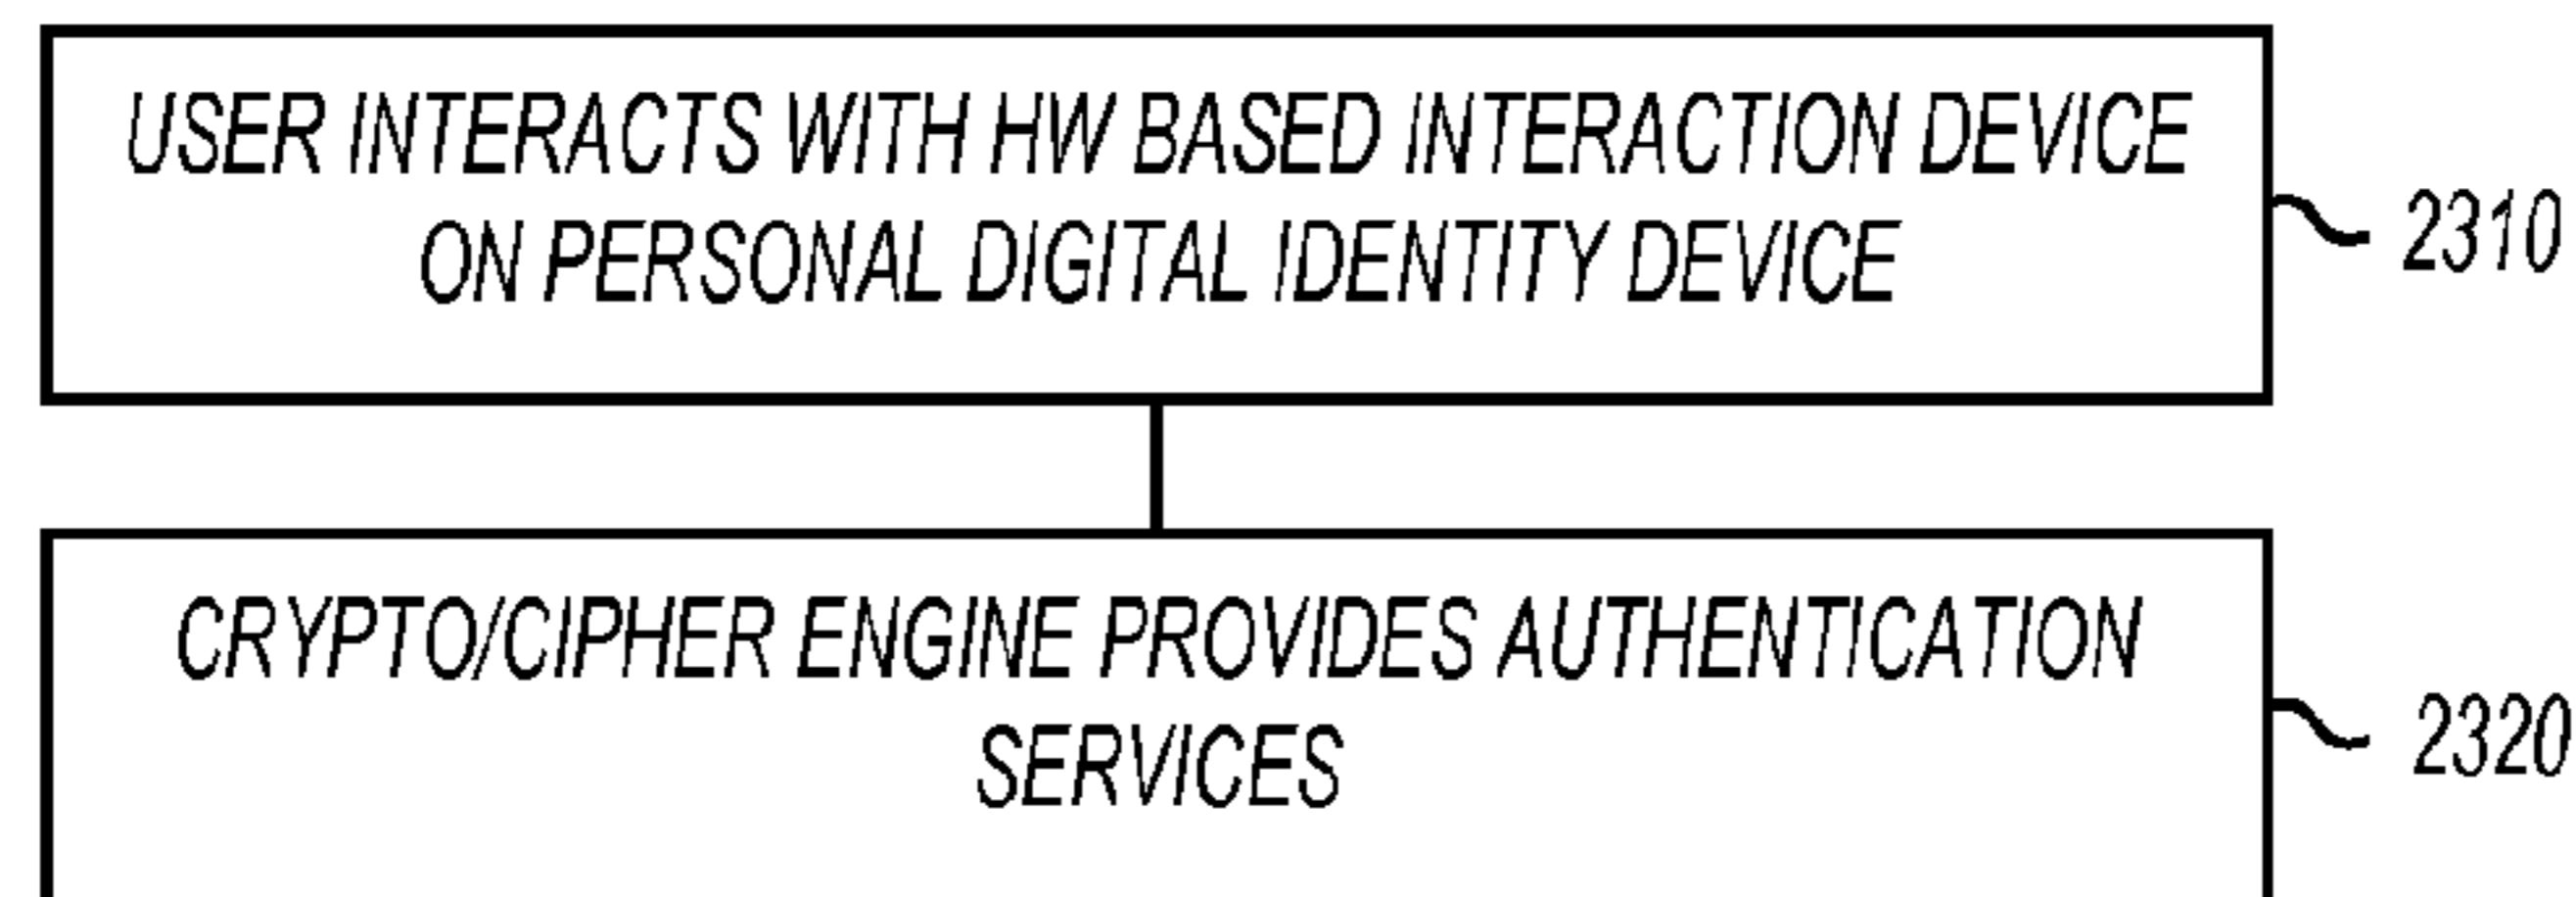 USER INTERACTS WITH HW BASED INTERACTION DEVICE
ON PERSONAL DIGITAL IDENTITY DEVICE
2310
CRYPTO/CIPHER ENGINE PROVIDES AUTHENTICATION
SERVICES
2320